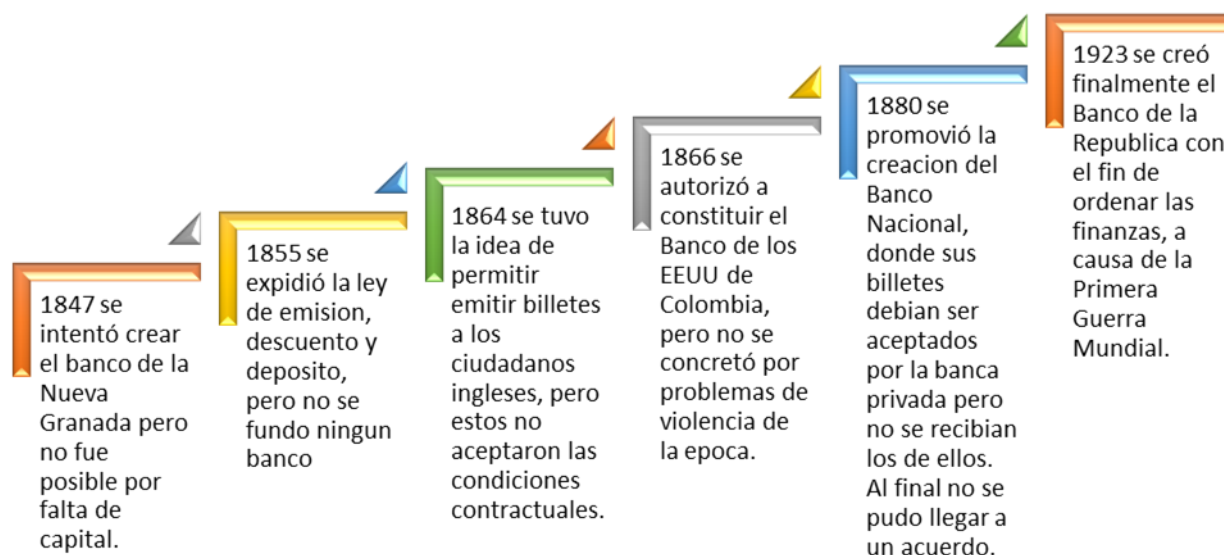 1847 se
intentó crear
el banco de la
Nueva
Granada pero
no fue
posible por
falta de
capital.
1855 se
expidió la ley
de emision,
descuento y
deposito,
pero no se
fundo ningun
banco
1864 se tuvo
la idea de
permitir
emitir billetes
a los
ciudadanos
ingleses, pero
estos no
aceptaron las
condiciones
contractuales.
1866 se
autorizó a
constituir el
Banco de los
EEUU de
Colombia,
pero no se
concretó por
problemas de
violencia de
la epoca.
1880 se
promovió la
creacion del
Banco
Nacional,
donde sus
billetes
debian ser
aceptados
por la banca
privada pero
no se recibian
los de ellos.
Al final no se
pudo llegar a
un acuerdo.
1923 se creó
finalmente el
Banco de la
Republica con
el fin de
ordenar las
finanzas, a
causa de la
Primera
Guerra
Mundial.